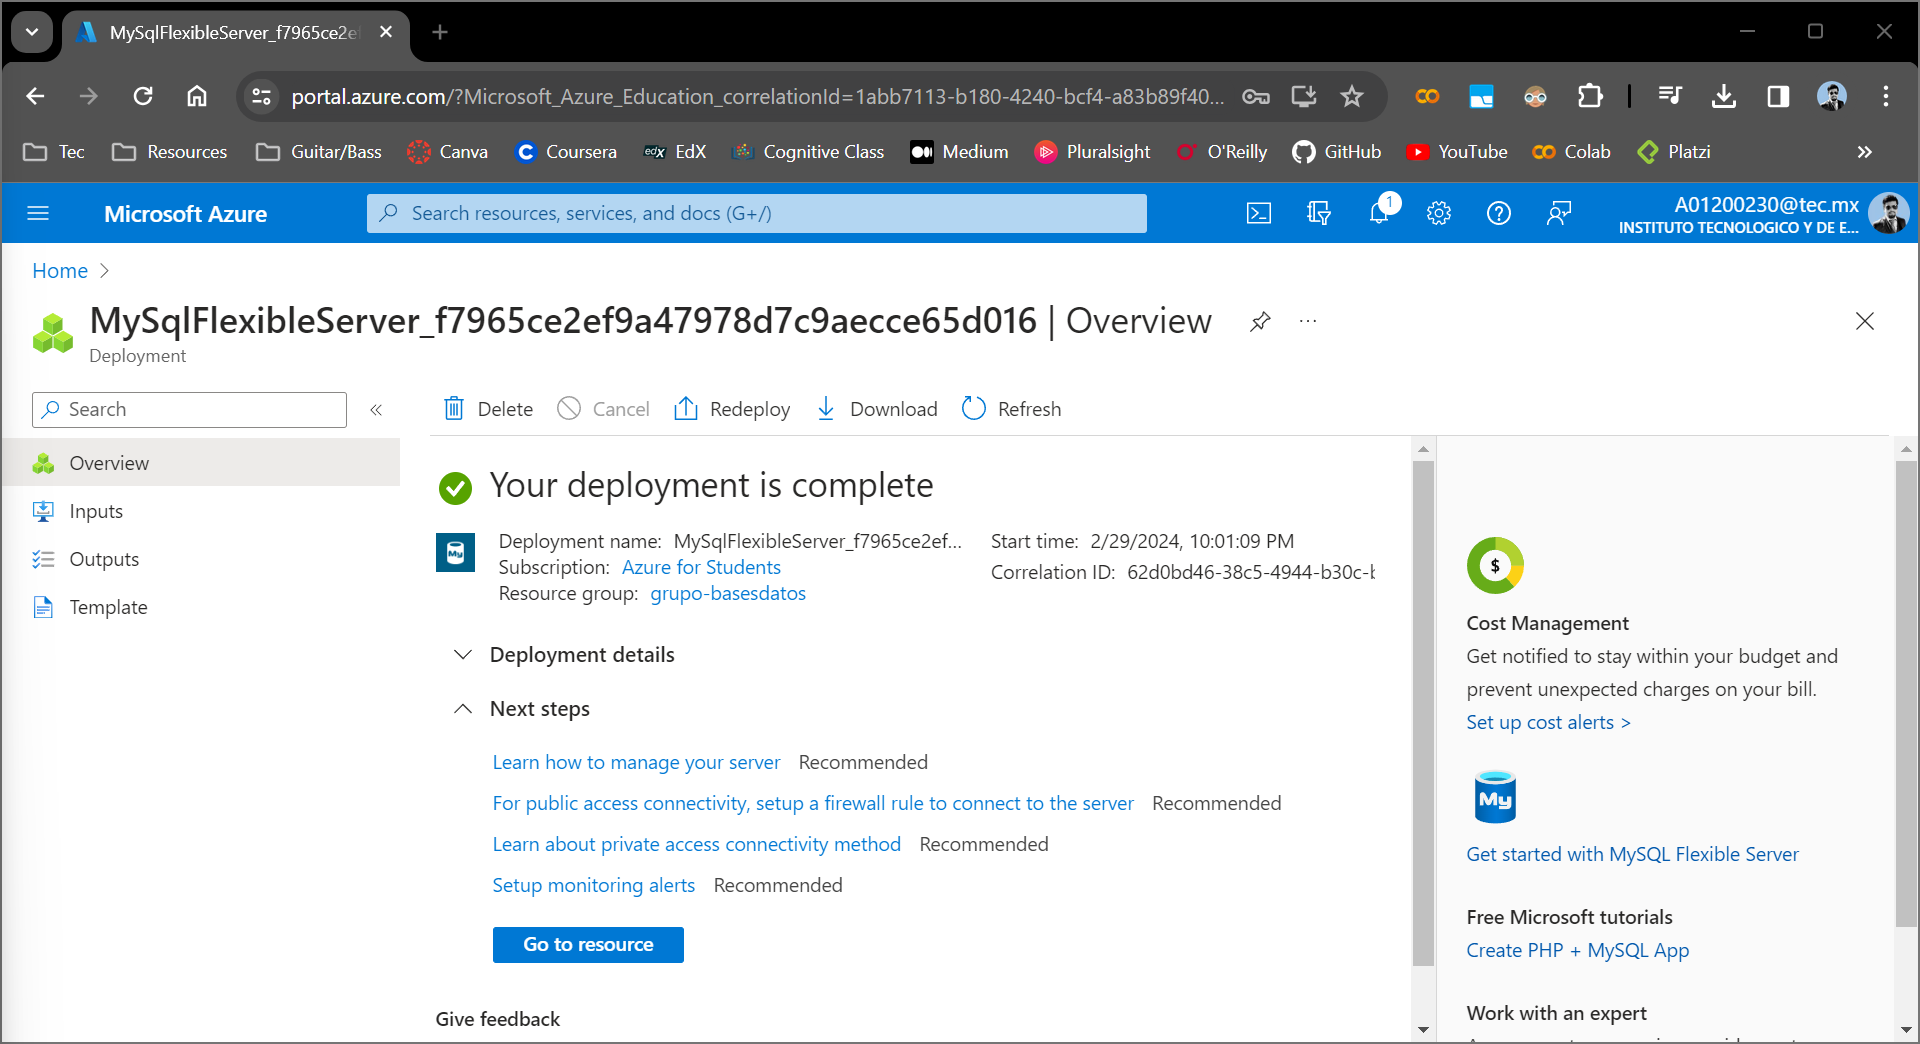 MySqlFlexibleServer_f7965ce2e
portal.azure.com/?Microsoft_Azure_Education_correlationId=1abb7113-b180-4240-bcf4-a83b89f40...
Tec Resources Guitar/Bass Canva Coursera edX EdX Cognitive Class Medium Pluralsight O'Reilly GitHub YouTube Colab Platzi
Microsoft Azure
Search resources, services, and docs (G+/)
1
A01200230@tec.mx
INSTITUTO TECNOLOGICO Y DE E...
Home
MySqlFlexibleServer_f7965ce2ef9a47978d7c9aecce65d016 | Overview
Deployment
Search
Delete Cancel Redeploy Download Refresh
Overview
Inputs
Outputs
Template
Your deployment is complete
My
Deployment name: MySqlFlexibleServer_f7965ce2ef...
Subscription: Azure for Students
Resource group: grupo-basesdatos
Start time: 2/29/2024, 10:01:09 PM
Correlation ID: 62d0bd46-38c5-4944-b30c-b
Deployment details
Next steps
Learn how to manage your server Recommended
For public access connectivity, setup a firewall rule to connect to the server Recommended
Learn about private access connectivity method Recommended
Setup monitoring alerts Recommended
Go to resource
Give feedback
$
Cost Management
Get notified to stay within your budget and
prevent unexpected charges on your bill.
Set up cost alerts >
My
Get started with MySQL Flexible Server
Free Microsoft tutorials
Create PHP + MySQL App
Work with an expert